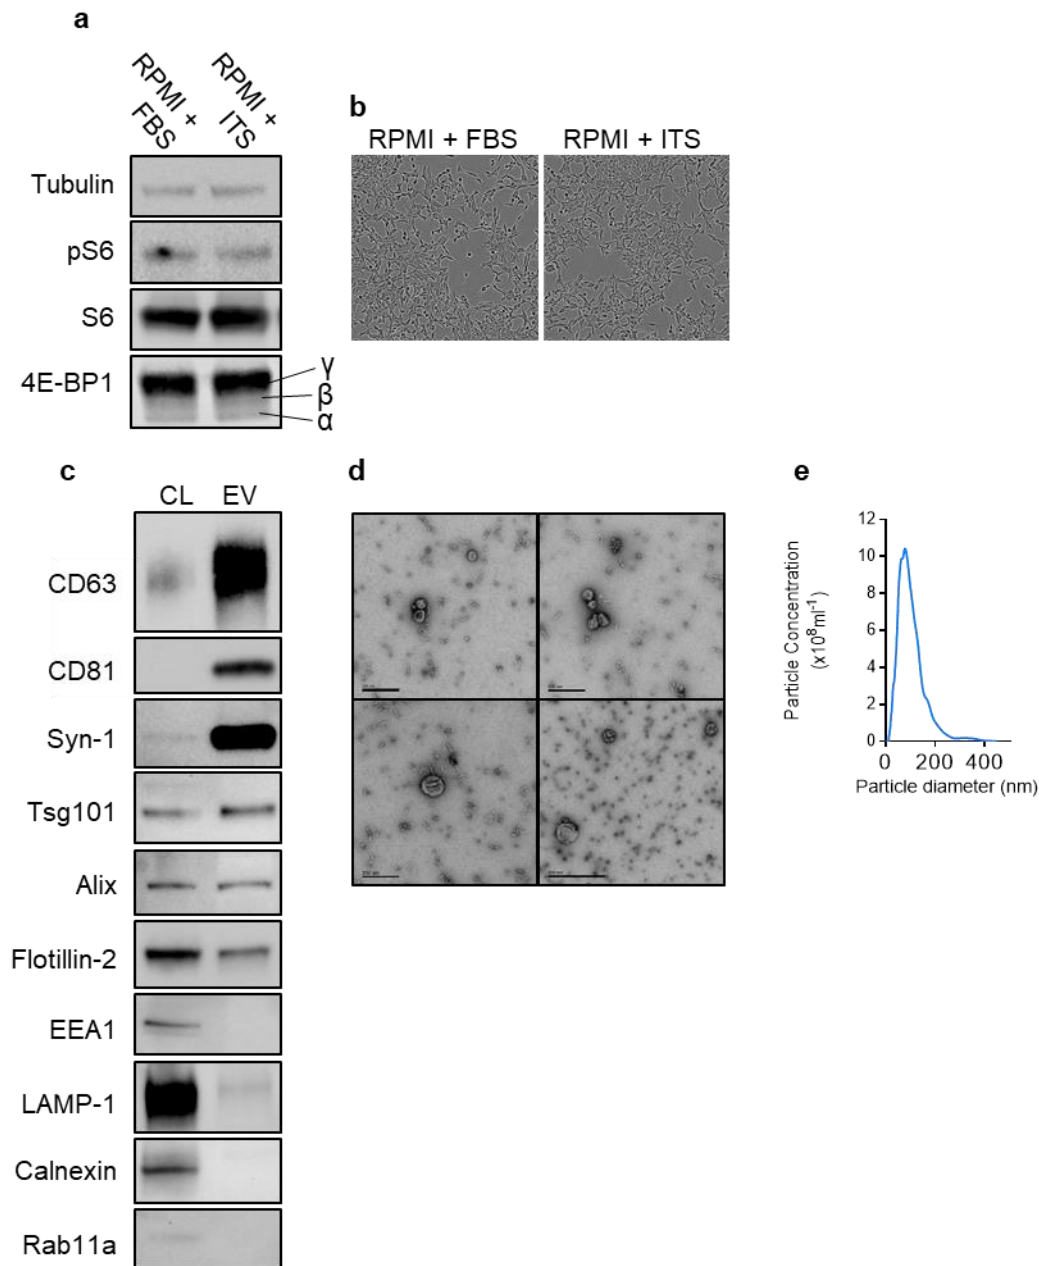 a
RPMI +
FBS
RPMI +
ITS
Tubulin
pS6
S6
4E-BP1
γ
β
α
b
RPMI + FBS
RPMI + ITS
c
CL
EV
CD63
CD81
Syn-1
Tsg101
Alix
Flotillin-2
EEA1
LAMP-1
Calnexin
Rab11a
d
e
Particle Concentration
(x10⁸ml⁻¹)
12
10
8
6
4
2
0
0 200 400
Particle diameter (nm)